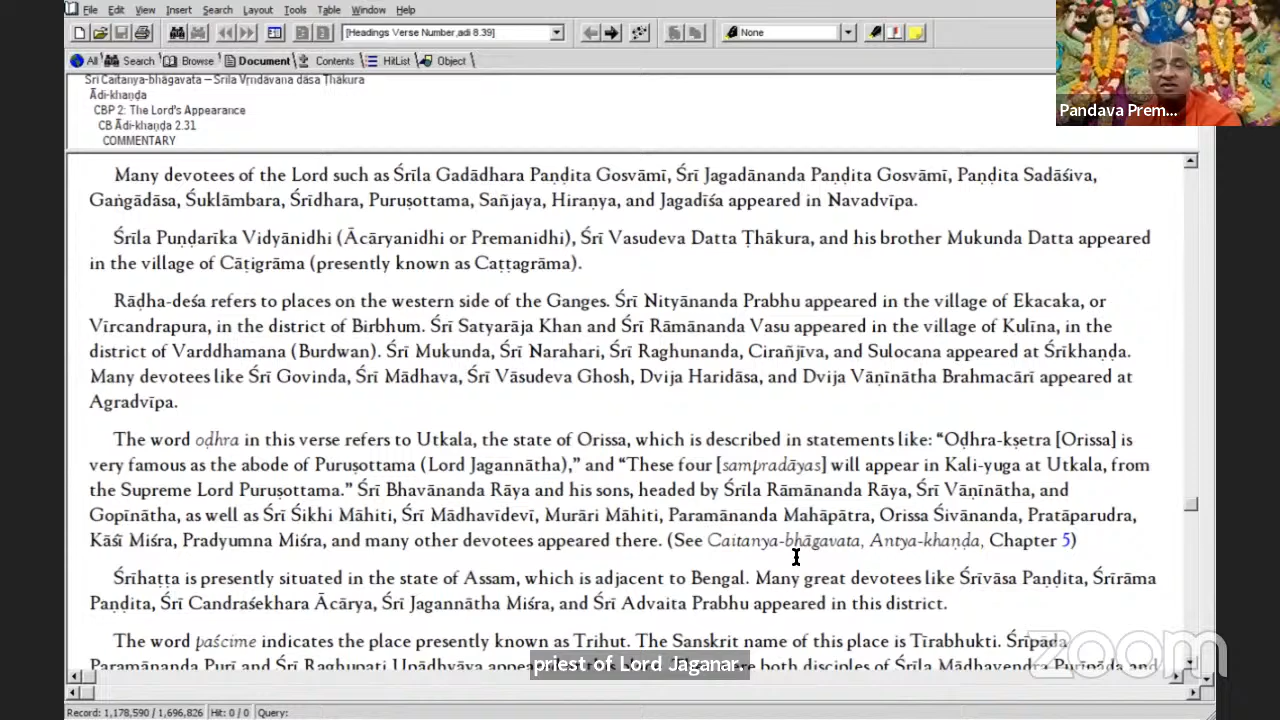 File Edit View Insert Search Layout Tools Table Window Help
[Headings Verse Number,adi 8.39] None
All Search Browse Document Contents HitList Object
Śrī Caitanya-bhāgavata – Śrīla Vṛndāvana dāsa Ṭhākura
Ādi-khaṇḍa
CBP 2: The Lord's Appearance
CB Ādi-khaṇḍa 2.31
COMMENTARY
Pandava Prem...
Many devotees of the Lord such as Śrīla Gadādhara Paṇḍita Gosvāmī, Śrī Jagadānanda Paṇḍita Gosvāmī, Paṇḍita Sadāśiva,
Gaṅgādāsa, Śuklāmbara, Śrīdhara, Puruṣottama, Sañjaya, Hiraṇya, and Jagadīśa appeared in Navadvīpa.
Śrīla Puṇḍarīka Vidyānidhi (Ācāryanidhi or Premanidhi), Śrī Vasudeva Datta Ṭhākura, and his brother Mukunda Datta appeared
in the village of Cāṭigrāma (presently known as Caṭṭagrāma).
Rāḍha-deśa refers to places on the western side of the Ganges. Śrī Nityānanda Prabhu appeared in the village of Ekacaka, or
Vīrcandrapura, in the district of Birbhum. Śrī Satyarāja Khan and Śrī Rāmānanda Vasu appeared in the village of Kulīna, in the
district of Varddhamana (Burdwan). Śrī Mukunda, Śrī Narahari, Śrī Raghunanda, Cirañjīva, and Sulocana appeared at Śrīkhaṇḍa.
Many devotees like Śrī Govinda, Śrī Mādhava, Śrī Vāsudeva Ghosh, Dvija Haridāsa, and Dvija Vāṇīnātha Brahmacārī appeared at
Agradvīpa.
The word oḍhra in this verse refers to Utkala, the state of Orissa, which is described in statements like: “Oḍhra-kṣetra [Orissa] is
very famous as the abode of Puruṣottama (Lord Jagannātha),” and “These four [sampradāyas] will appear in Kali-yuga at Utkala, from
the Supreme Lord Puruṣottama.” Śrī Bhavānanda Rāya and his sons, headed by Śrīla Rāmānanda Rāya, Śrī Vāṇīnātha, and
Gopīnātha, as well as Śrī Śikhi Māhiti, Śrī Mādhavīdevī, Murāri Māhiti, Paramānanda Mahāpātra, Orissa Śivānanda, Pratāparudra,
Kāśī Miśra, Pradyumna Miśra, and many other devotees appeared there. (See Caitanya-bhāgavata, Antya-khaṇḍa, Chapter 5)
Śrīhaṭṭa is presently situated in the state of Assam, which is adjacent to Bengal. Many great devotees like Śrīvāsa Paṇḍita, Śrīrāma
Paṇḍita, Śrī Candraśekhara Ācārya, Śrī Jagannātha Miśra, and Śrī Advaita Prabhu appeared in this district.
The word paścime indicates the place presently known as Trihut. The Sanskrit name of this place is Tīrabhukti. Śrīpāda
Paramānanda Purī and Śrī Raghupati Upādhyāya both disciples of Śrīla Mādhavendra Purīpāda and
priest of Lord Jaganar.
zoom
Record: 1,178,590 / 1,696,826 Hit: 0 / 0 Query: